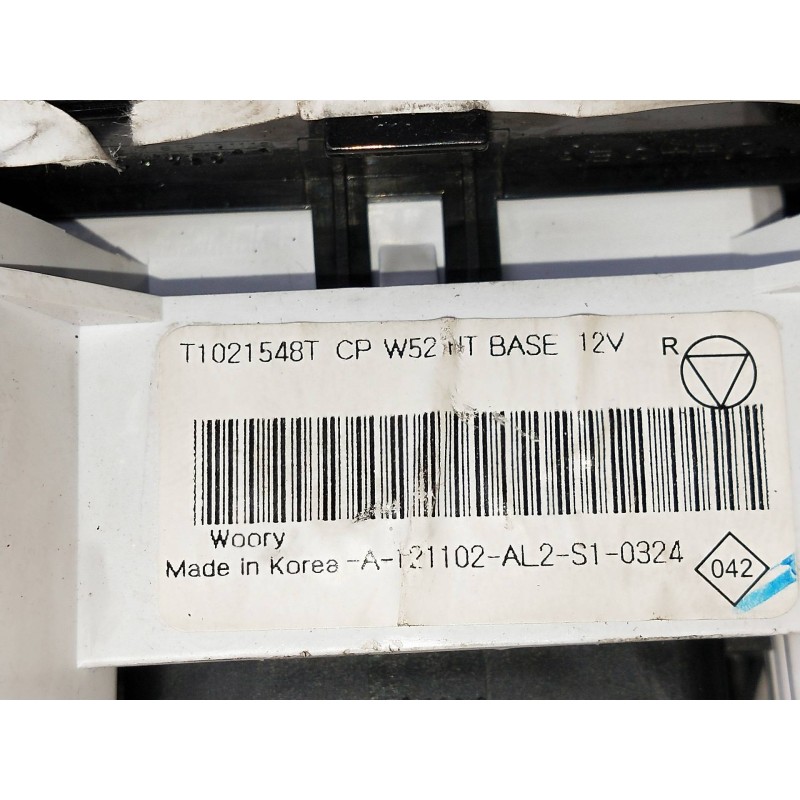 T1021548T CP W52 NT BASE 12V R
Woory
Made in Korea -A-121102-AL2-S1-0324
042